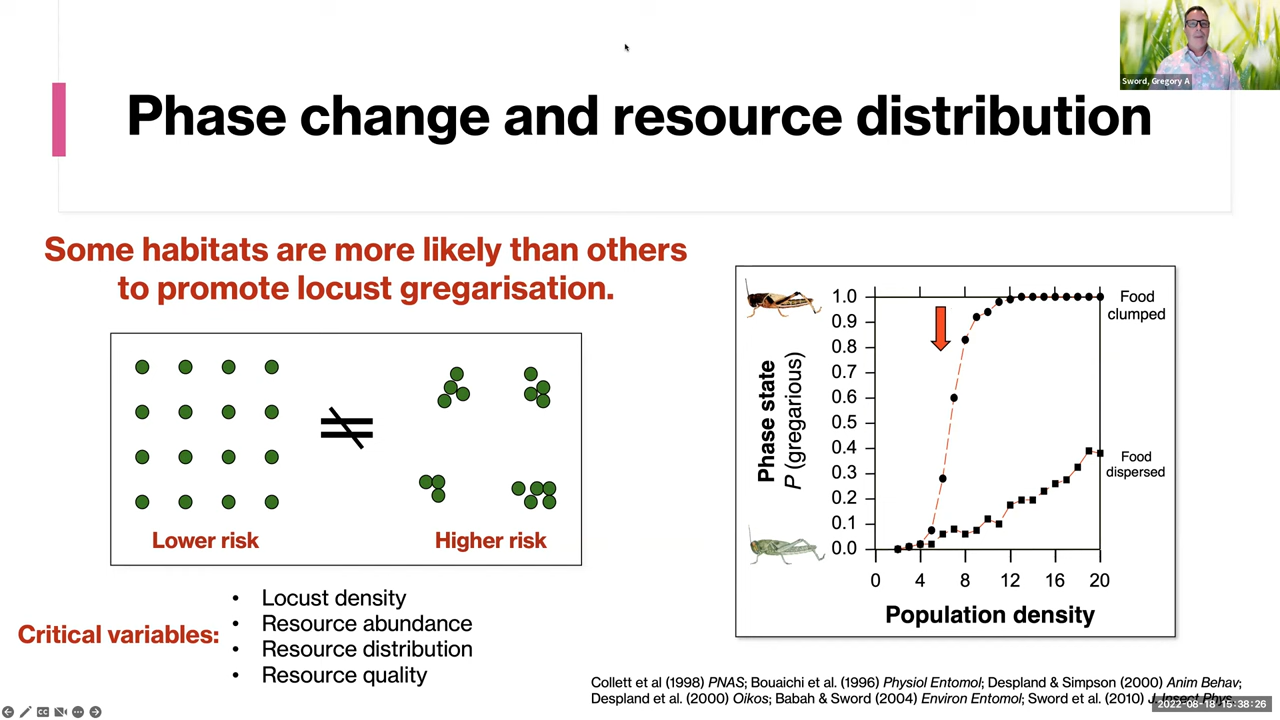 Sword, Gregory A
Phase change and resource distribution
Some habitats are more likely than others
to promote locust gregarisation.
Lower risk
Higher risk
Critical variables:
• Locust density
• Resource abundance
• Resource distribution
• Resource quality
Phase state
P (gregarious)
1.0
0.9
0.8
0.7
0.6
0.5
0.4
0.3
0.2
0.1
0.0
0 4 8 12 16 20
Population density
Food
clumped
Food
dispersed
Collett et al (1998) PNAS; Bouaichi et al. (1996) Physiol Entomol; Despland & Simpson (2000) Anim Behav;
Despland et al. (2000) Oikos; Babah & Sword (2004) Environ Entomol; Sword et al. (2010) J. Insect Phys
2022-08-18 15:38:26
CC